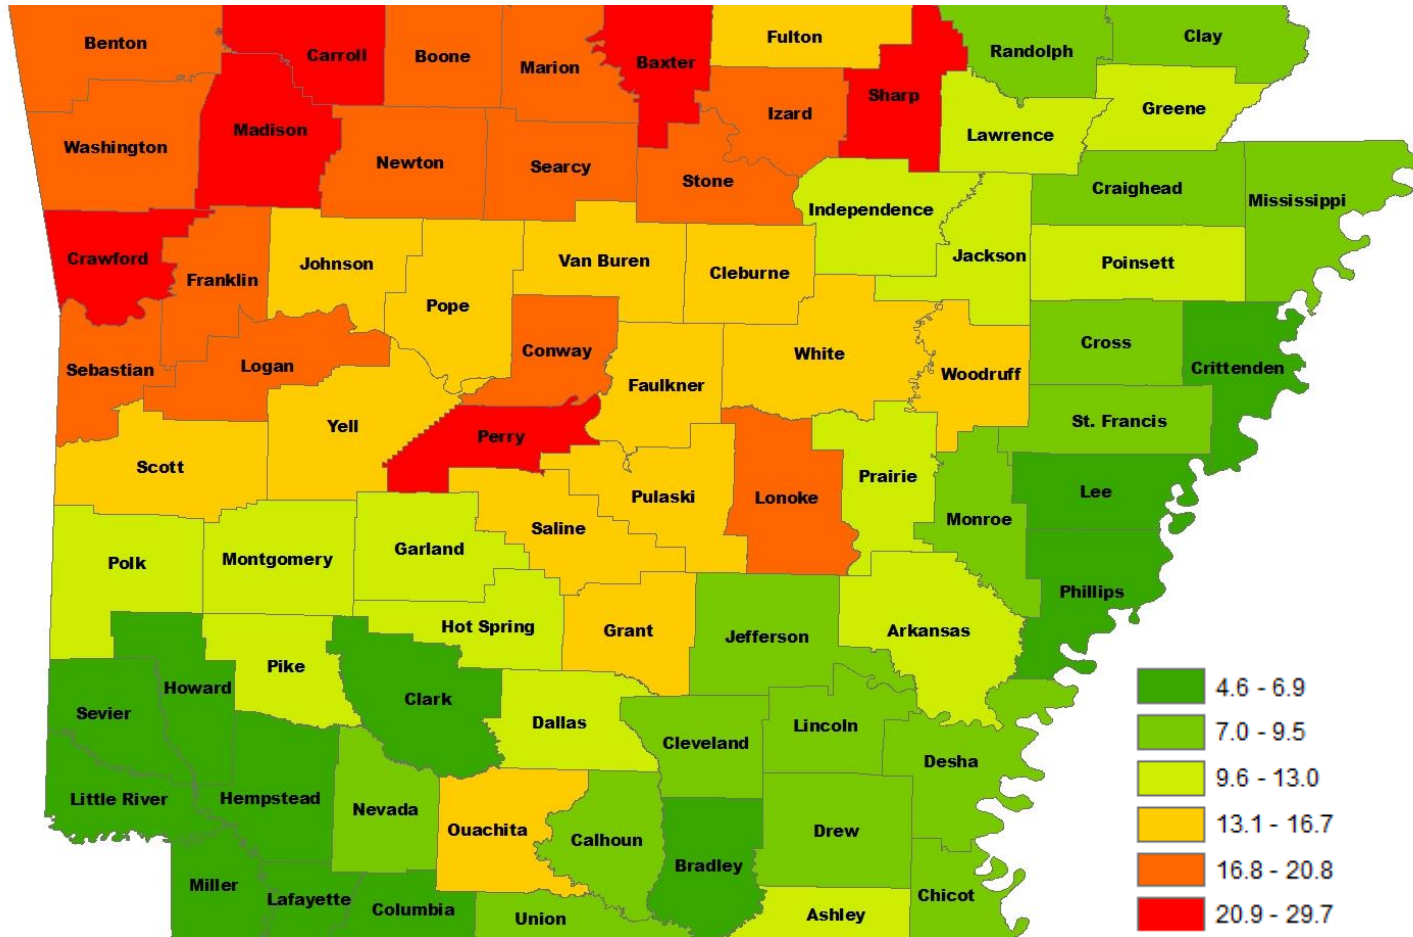 Benton
Carroll
Boone
Marion
Baxter
Fulton
Sharp
Randolph
Clay
Greene
Lawrence
Izard
Madison
Washington
Newton
Searcy
Stone
Independence
Craighead
Mississippi
Crawford
Franklin
Johnson
Pope
Van Buren
Cleburne
Jackson
Poinsett
Sebastian
Logan
Conway
Faulkner
White
Woodruff
Cross
Crittenden
St. Francis
Scott
Yell
Perry
Pulaski
Lonoke
Prairie
Monroe
Lee
Saline
Polk
Montgomery
Garland
Phillips
Hot Spring
Grant
Jefferson
Arkansas
Pike
Howard
Sevier
Clark
Dallas
Cleveland
Lincoln
Desha
Little River
Hempstead
Nevada
Ouachita
Calhoun
Bradley
Drew
Miller
Lafayette
Columbia
Union
Ashley
Chicot
4.6 - 6.9
7.0 - 9.5
9.6 - 13.0
13.1 - 16.7
16.8 - 20.8
20.9 - 29.7